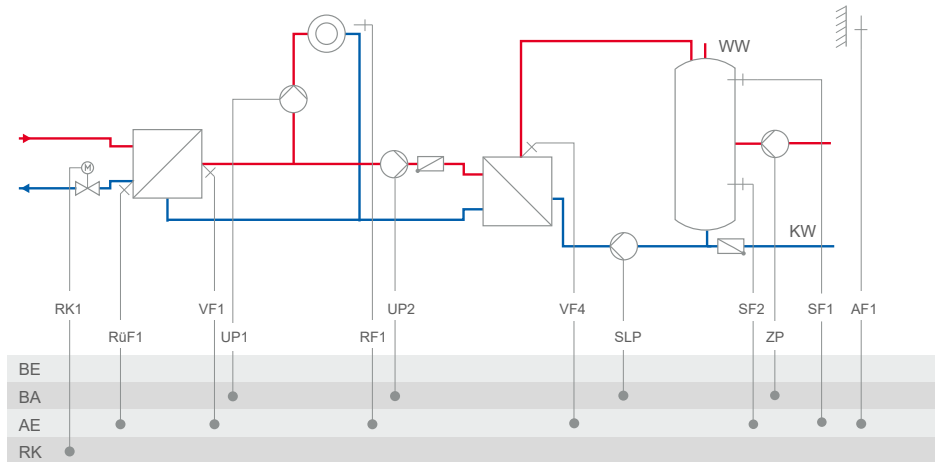 WW
M
KW
RK1 VF1 UP2 VF4 SF2 SF1 AF1
RüF1 UP1 RF1 SLP ZP
BE
BA
AE
RK